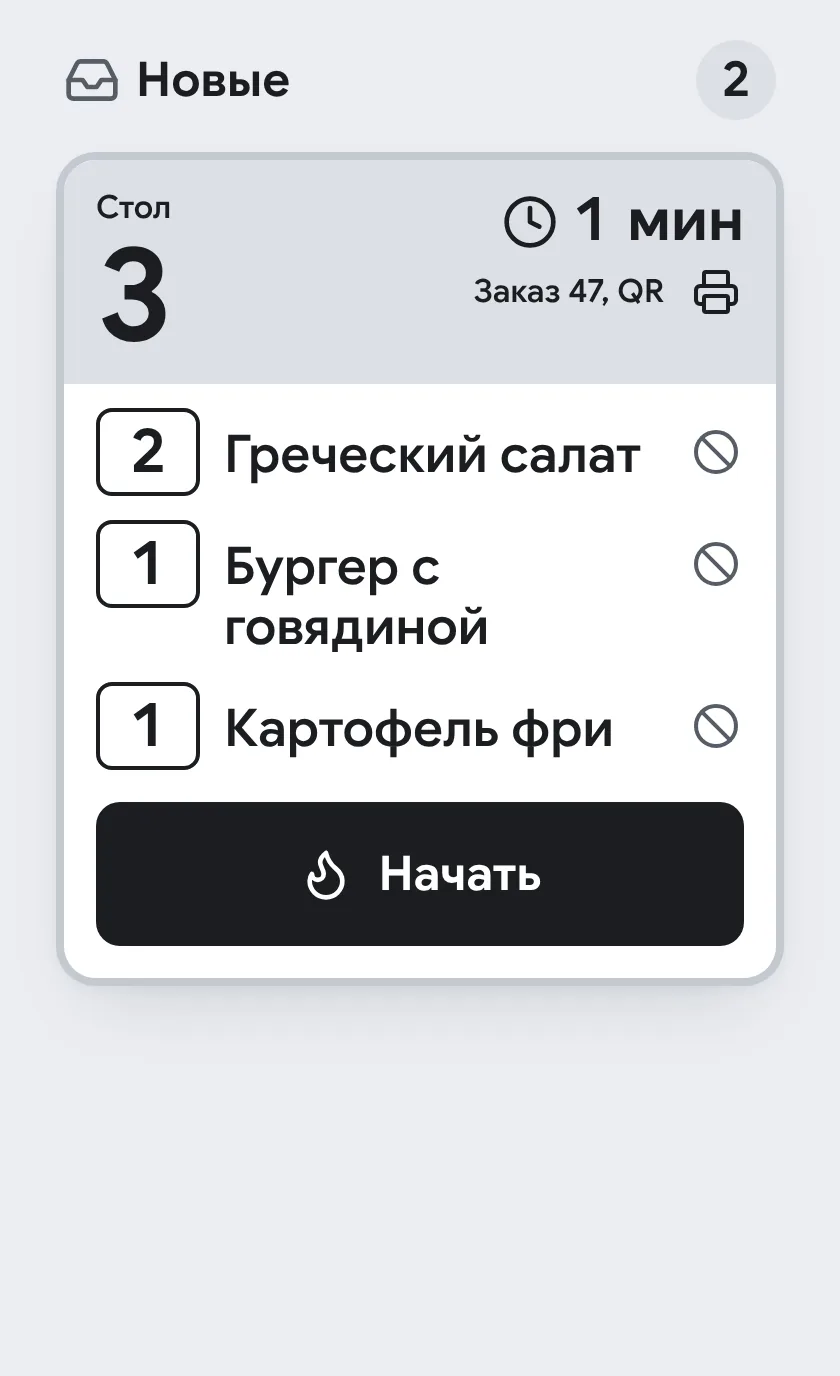 Новые
2
Стол
3
1 мин
Заказ 47, QR
2 Греческий салат
1 Бургер с
говядиной
1 Картофель фри
Начать